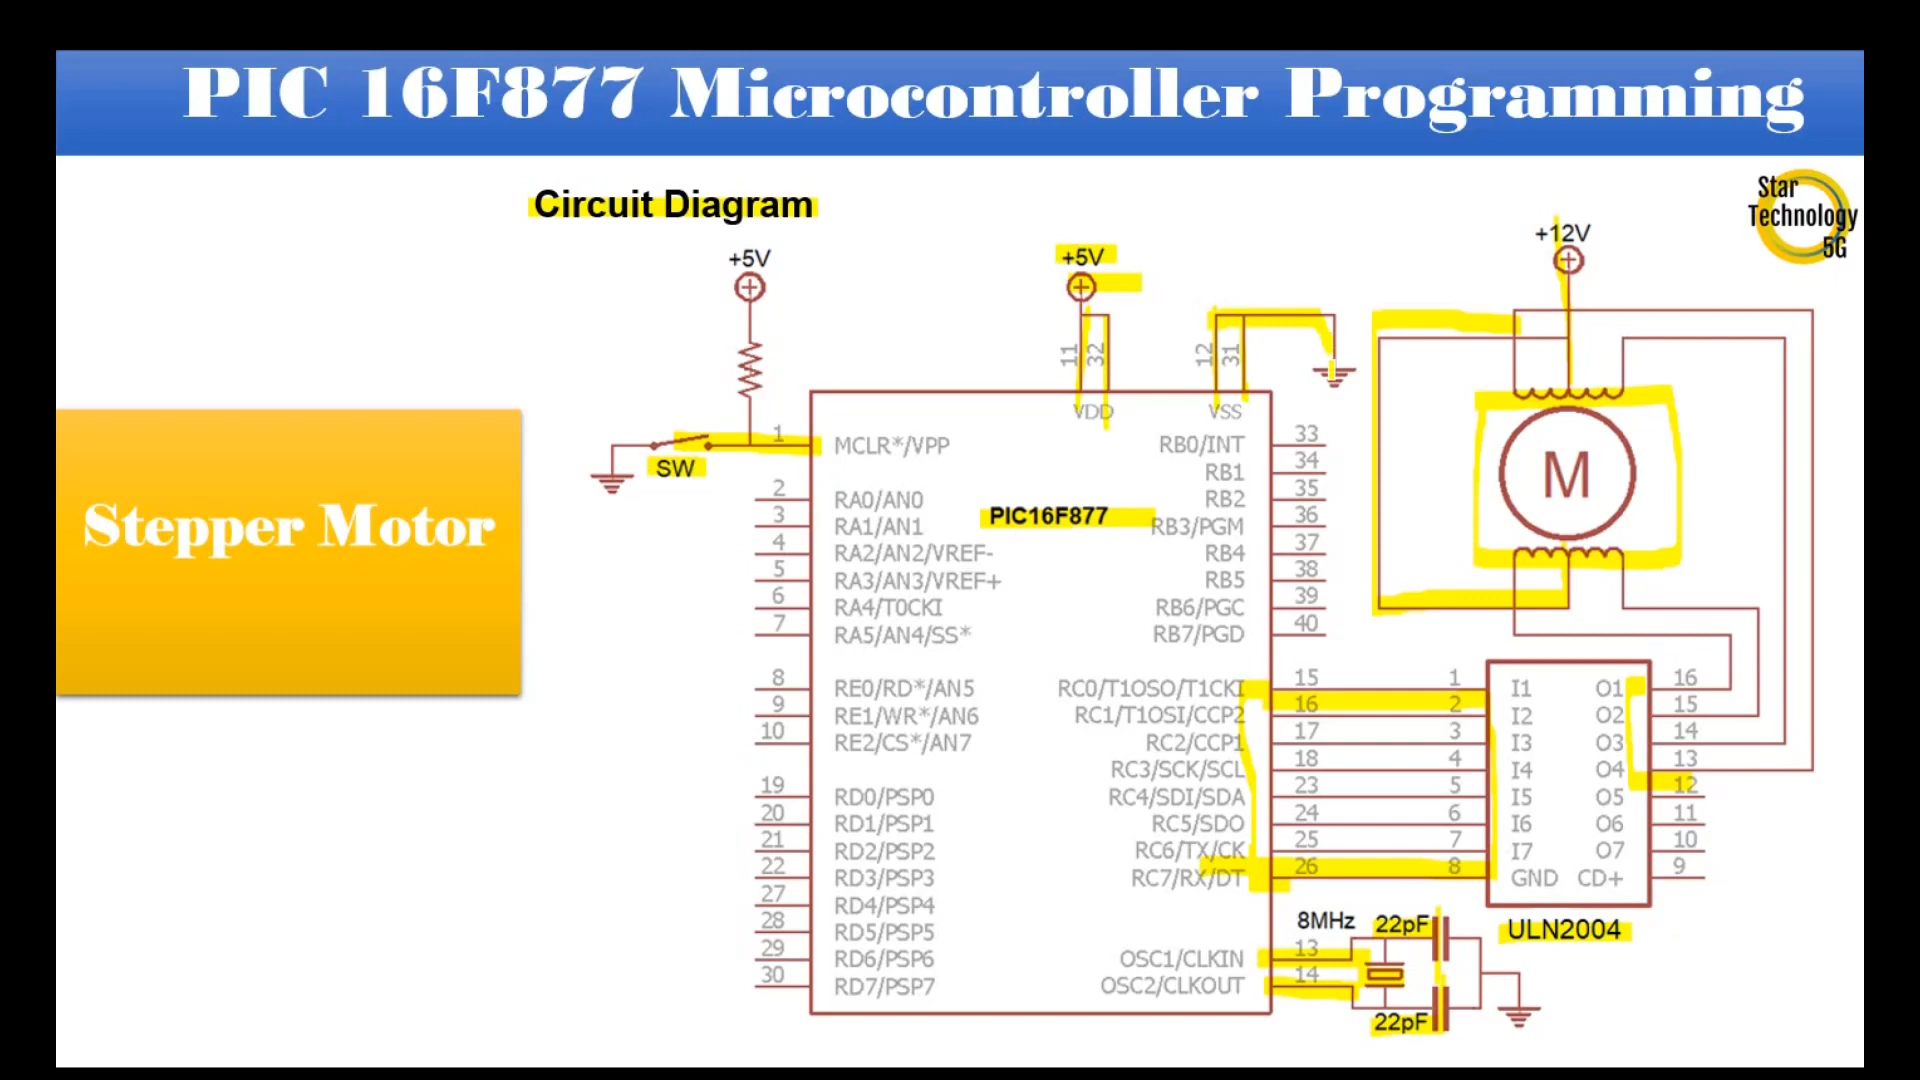 PIC 16F877 Microcontroller Programming
Star
Technology
5G
Circuit Diagram
+5V
+5V
+12V
11
32
12
31
VDD
VSS
SW
Stepper Motor
PIC16F877
M
1 MCLR*/VPP
2 RA0/AN0
3 RA1/AN1
4 RA2/AN2/VREF-
5 RA3/AN3/VREF+
6 RA4/T0CKI
7 RA5/AN4/SS*
8 RE0/RD*/AN5
9 RE1/WR*/AN6
10 RE2/CS*/AN7
19 RD0/PSP0
20 RD1/PSP1
21 RD2/PSP2
22 RD3/PSP3
27 RD4/PSP4
28 RD5/PSP5
29 RD6/PSP6
30 RD7/PSP7
RB0/INT 33
RB1 34
RB2 35
RB3/PGM 36
RB4 37
RB5 38
RB6/PGC 39
RB7/PGD 40
RC0/T1OSO/T1CKI 15
RC1/T1OSI/CCP2 16
RC2/CCP1 17
RC3/SCK/SCL 18
RC4/SDI/SDA 23
RC5/SDO 24
RC6/TX/CK 25
RC7/RX/DT 26
OSC1/CLKIN 13
OSC2/CLKOUT 14
1 I1 O1 16
2 I2 O2 15
3 I3 O3 14
4 I4 O4 13
5 I5 O5 12
6 I6 O6 11
7 I7 O7 10
8 GND CD+ 9
ULN2004
8MHz
22pF
22pF